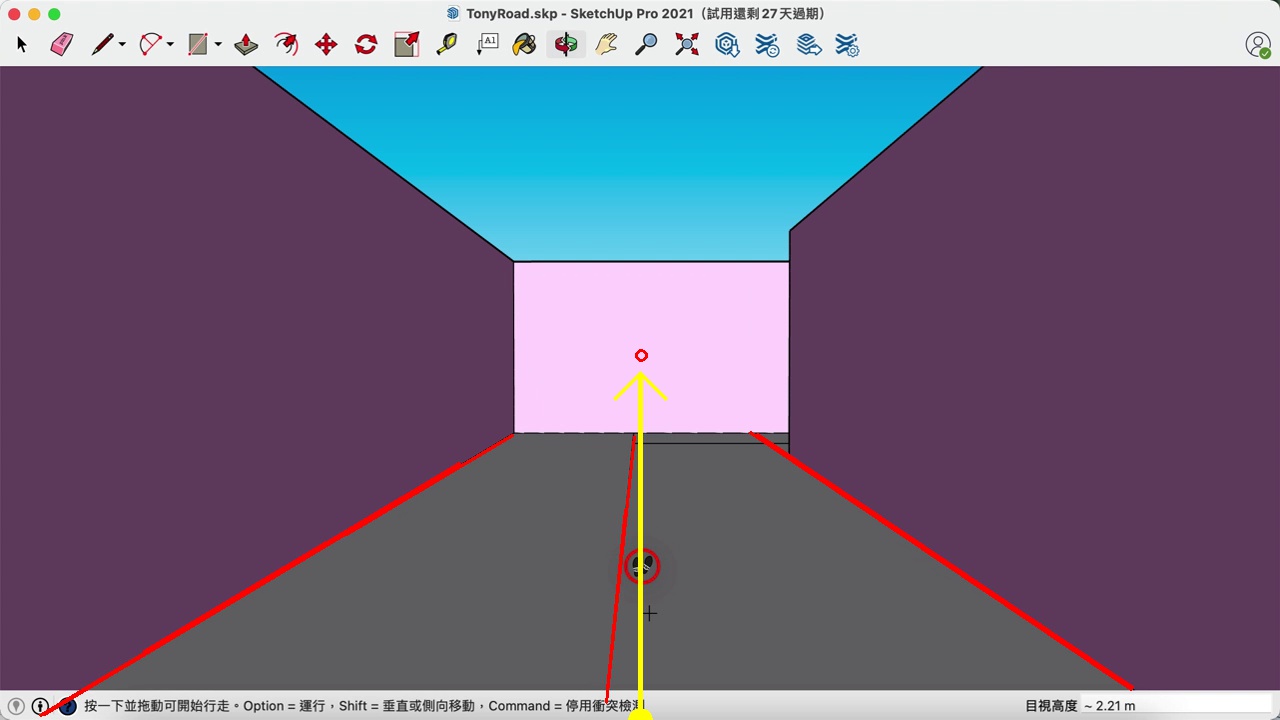 TonyRoad.skp - SketchUp Pro 2021（試用還剩 27 天過期）
A1
按一下並拖動可開始行走。Option = 運行，Shift = 垂直或側向移動，Command = 停用衝突檢測
目視高度 ~ 2.21 m